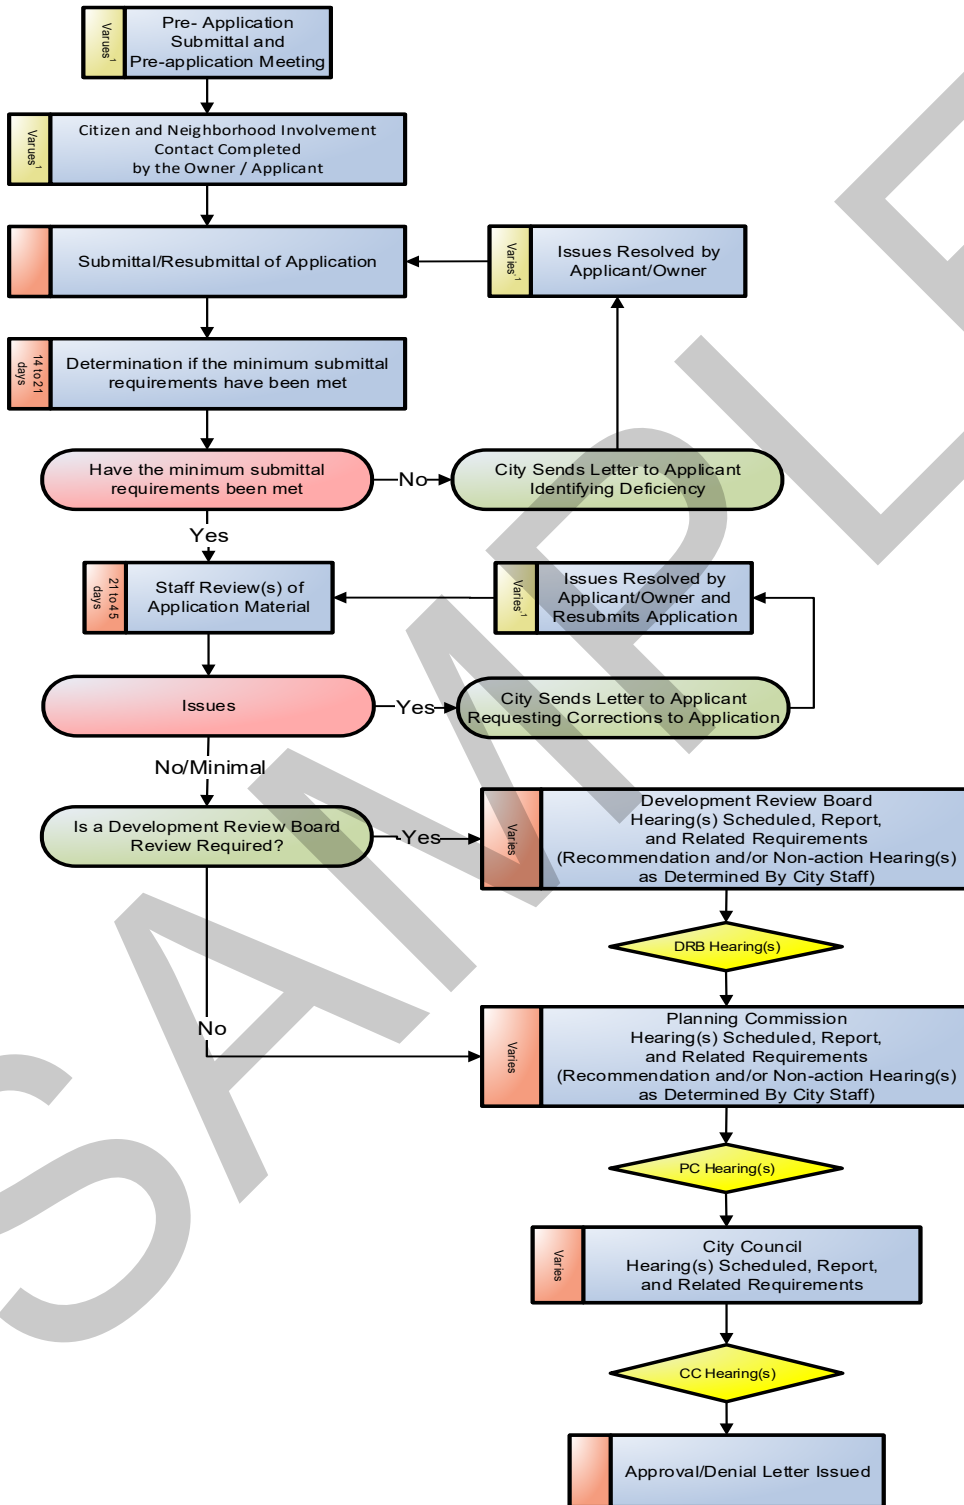 Pre- Application
Submittal and
Pre-application Meeting
Varues¹
Citizen and Neighborhood Involvement
Contact Completed
by the Owner / Applicant
Varues¹
Submittal/Resubmittal of Application
Varies¹
Issues Resolved by
Applicant/Owner
14 to 21
days
Determination if the minimum submittal
requirements have been met
Have the minimum submittal
requirements been met
No
City Sends Letter to Applicant
Identifying Deficiency
Yes
21 to 45
days
Staff Review(s) of
Application Material
Varies¹
Issues Resolved by
Applicant/Owner and
Resubmits Application
Issues
Yes
City Sends Letter to Applicant
Requesting Corrections to Application
No/Minimal
Is a Development Review Board
Review Required?
Yes
Varies
Development Review Board
Hearing(s) Scheduled, Report,
and Related Requirements
(Recommendation and/or Non-action Hearing(s)
as Determined By City Staff)
DRB Hearing(s)
No
Varies
Planning Commission
Hearing(s) Scheduled, Report,
and Related Requirements
(Recommendation and/or Non-action Hearing(s)
as Determined By City Staff)
PC Hearing(s)
Varies
City Council
Hearing(s) Scheduled, Report,
and Related Requirements
CC Hearing(s)
Approval/Denial Letter Issued
SAMPLE